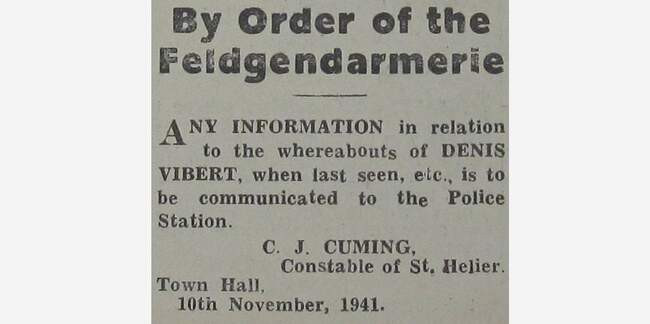 By Order of the
Feldgendarmerie
ANY INFORMATION in relation
to the whereabouts of DENIS
VIBERT, when last seen, etc., is to
be communicated to the Police
Station.
C. J. CUMING,
Constable of St. Helier.
Town Hall,
10th November, 1941.